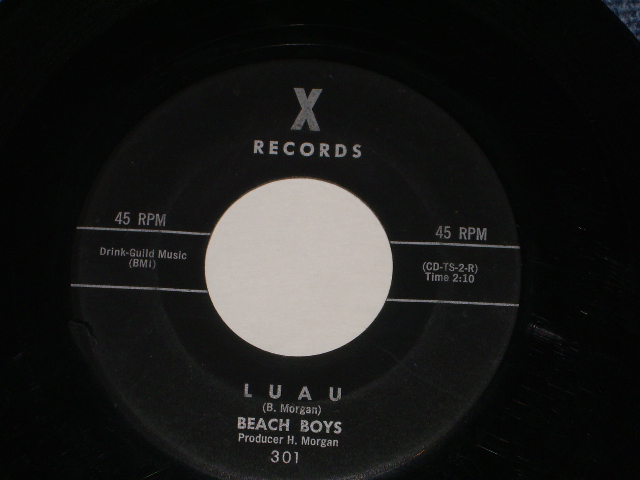 X
RECORDS
45 RPM
45 RPM
Drink-Guild Music
(BMI)
(CD-TS-2-R)
Time 2:10
LUAU
(B. Morgan)
BEACH BOYS
Producer H. Morgan
301